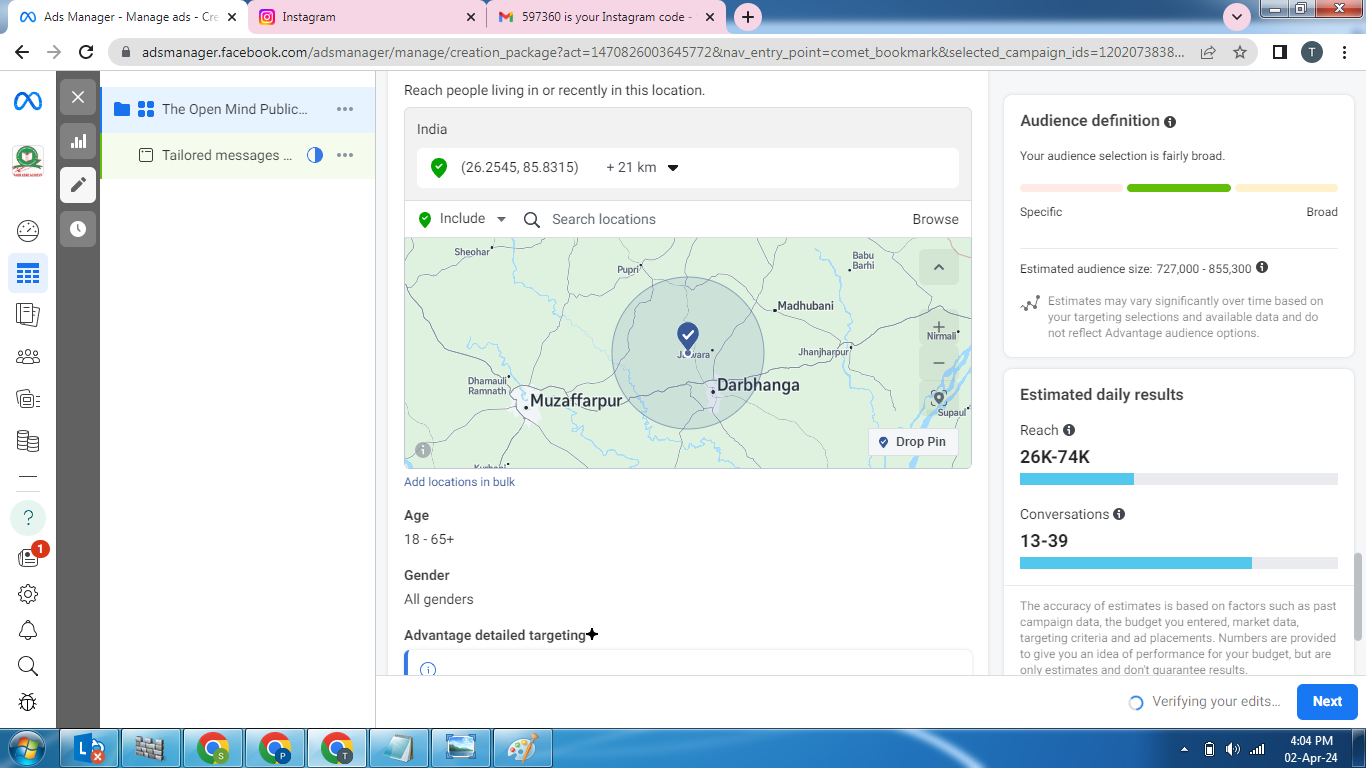 Ads Manager - Manage ads - Cre
Instagram
597360 is your Instagram code -
adsmanager.facebook.com/adsmanager/manage/creation_package?act=1470826003645772&nav_entry_point=comet_bookmark&selected_campaign_ids=1202073838...
T
The Open Mind Public...
Tailored messages ...
Reach people living in or recently in this location.
India
(26.2545, 85.8315) + 21 km
Include
Search locations
Browse
Sheohar
Pupri
Babu
Barhi
Madhubani
Nirmali
Jhanjharpur
Darbhanga
Dhamauli
Ramnath
Muzaffarpur
Supaul
Drop Pin
Add locations in bulk
Age
18 - 65+
Gender
All genders
Advantage detailed targeting
Audience definition
Your audience selection is fairly broad.
Specific
Broad
Estimated audience size: 727,000 - 855,300
Estimates may vary significantly over time based on
your targeting selections and available data and do
not reflect Advantage audience options.
Estimated daily results
Reach
26K-74K
Conversations
13-39
The accuracy of estimates is based on factors such as past
campaign data, the budget you entered, market data,
targeting criteria and ad placements. Numbers are provided
to give you an idea of performance for your budget, but are
only estimates and don't guarantee results.
Verifying your edits...
Next
1
L
S
P
T
4:04 PM
02-Apr-24